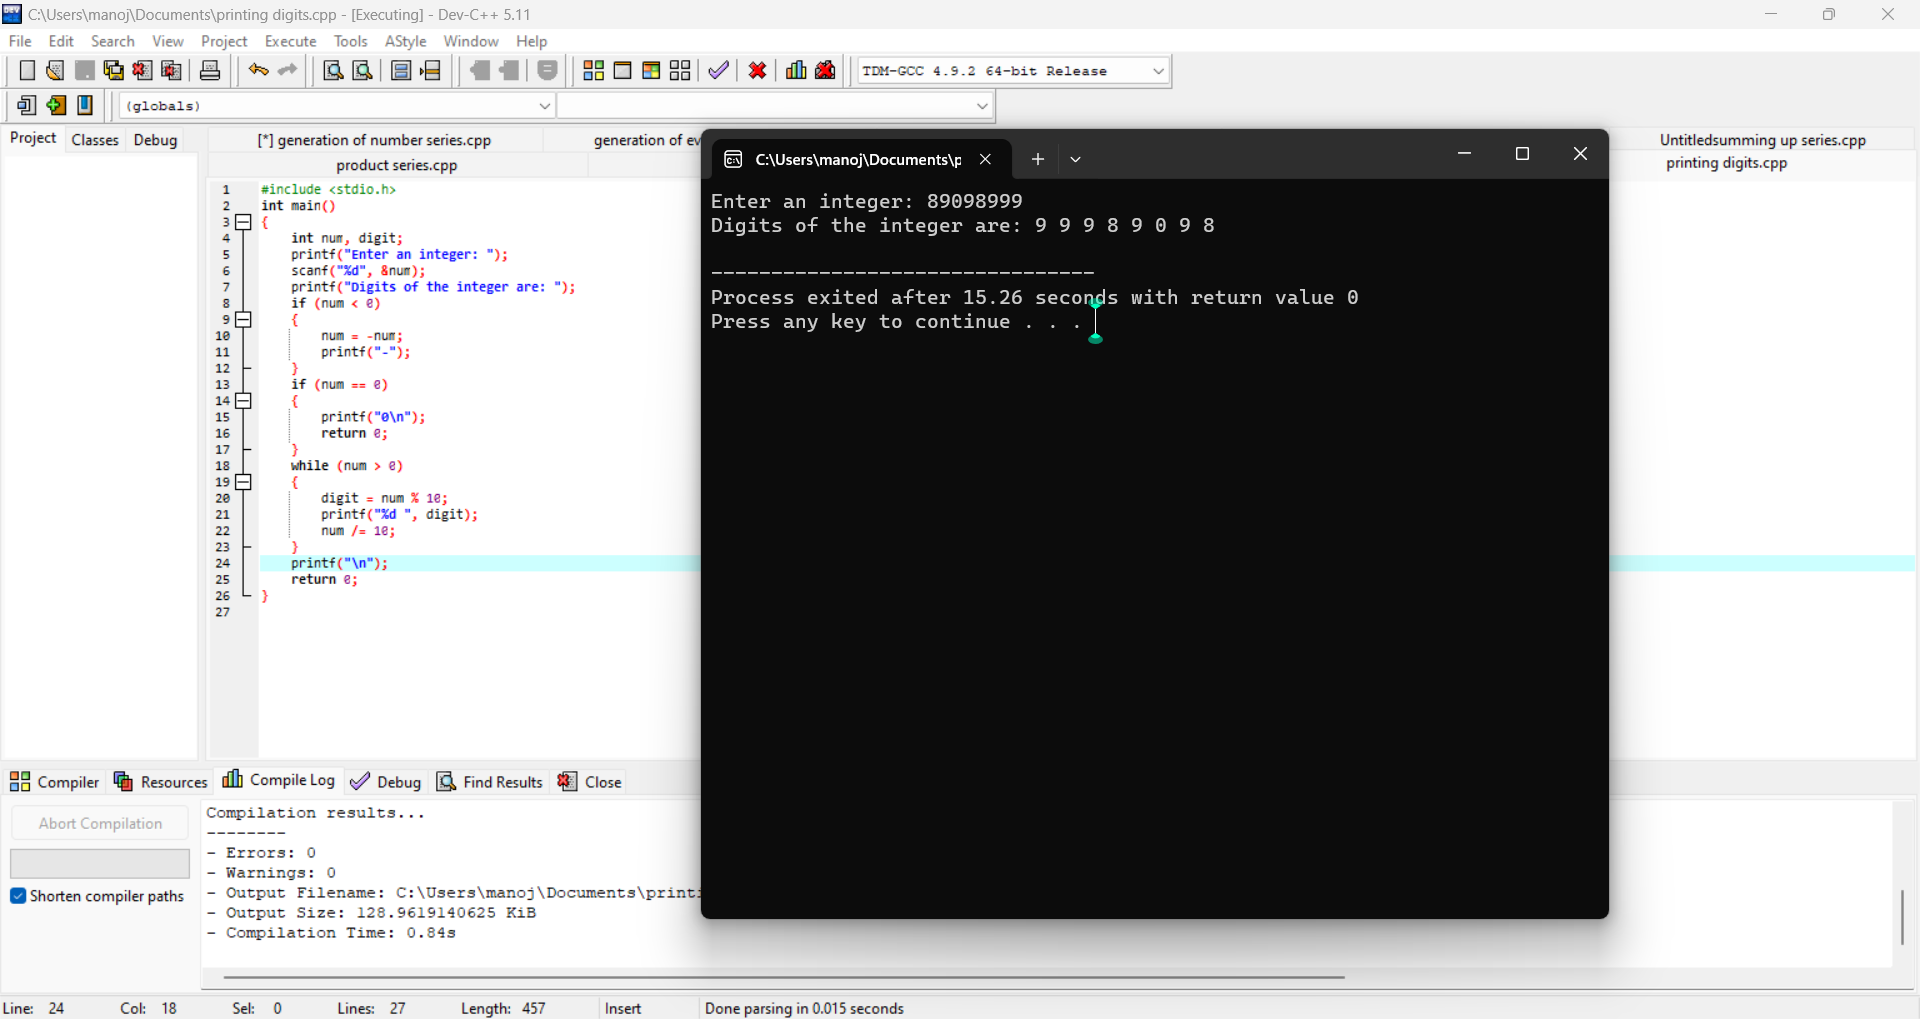 C:\Users\manoj\Documents\printing digits.cpp - [Executing] - Dev-C++ 5.11
File Edit Search View Project Execute Tools AStyle Window Help
TDM-GCC 4.9.2 64-bit Release
(globals)
Project Classes Debug
[*] generation of number series.cpp
generation of ev
Untitledsumming up series.cpp
product series.cpp
printing digits.cpp
1 #include <stdio.h>
2 int main()
3 {
4 int num, digit;
5 printf("Enter an integer: ");
6 scanf("%d", &num);
7 printf("Digits of the integer are: ");
8 if (num < 0)
9 {
10 num = -num;
11 printf("-");
12 }
13 if (num == 0)
14 {
15 printf("0\n");
16 return 0;
17 }
18 while (num > 0)
19 {
20 digit = num % 10;
21 printf("%d ", digit);
22 num /= 10;
23 }
24 printf("\n");
25 return 0;
26 }
27
C:\Users\manoj\Documents\p
Enter an integer: 89098999
Digits of the integer are: 9 9 9 8 9 0 9 8
--------------------------------
Process exited after 15.26 seconds with return value 0
Press any key to continue . . .
Compiler Resources Compile Log Debug Find Results Close
Abort Compilation
Shorten compiler paths
Compilation results...
--------
- Errors: 0
- Warnings: 0
- Output Filename: C:\Users\manoj\Documents\printi
- Output Size: 128.9619140625 KiB
- Compilation Time: 0.84s
Line: 24 Col: 18 Sel: 0 Lines: 27 Length: 457 Insert Done parsing in 0.015 seconds